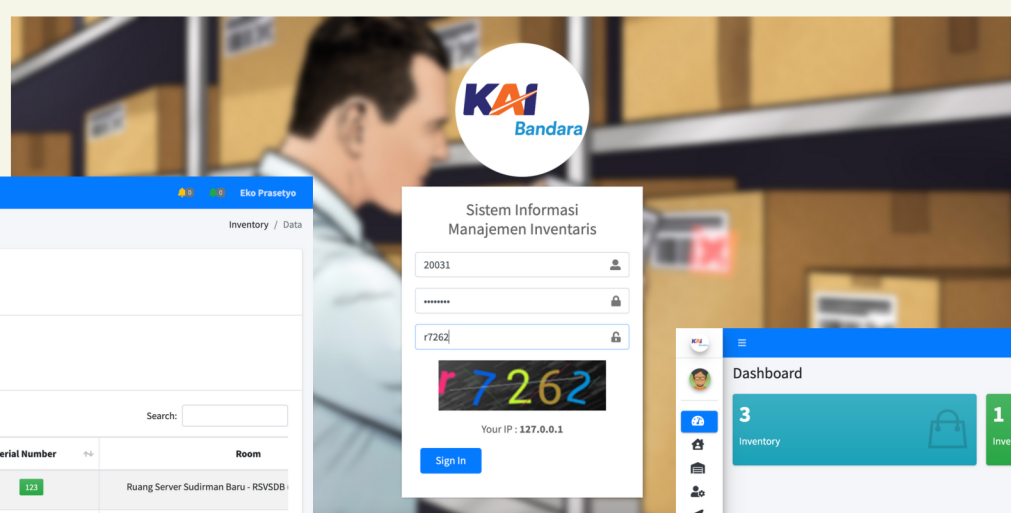 KAI
Bandara
0
0
Eko Prasetyo
Inventory / Data
Search:
erial Number
Room
123
Ruang Server Sudirman Baru - RSVSDB
Sistem Informasi
Manajemen Inventaris
20031
••••••••
r7262
r7262
Your IP : 127.0.0.1
Sign In
KAI
Dashboard
3
Inventory
1
Inve